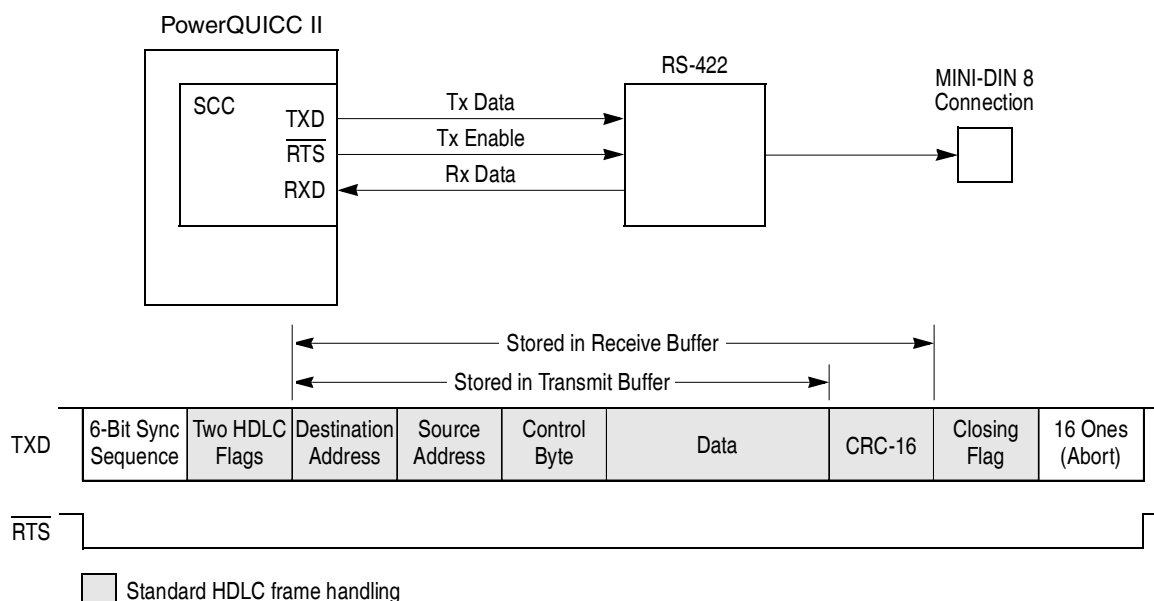 PowerQUICC II
SCC
TXD
RTS
RXD
Tx Data
Tx Enable
Rx Data
RS-422
MINI-DIN 8
Connection
Stored in Receive Buffer
Stored in Transmit Buffer
TXD
6-Bit Sync
Sequence
Two HDLC
Flags
Destination
Address
Source
Address
Control
Byte
Data
CRC-16
Closing
Flag
16 Ones
(Abort)
RTS
Standard HDLC frame handling